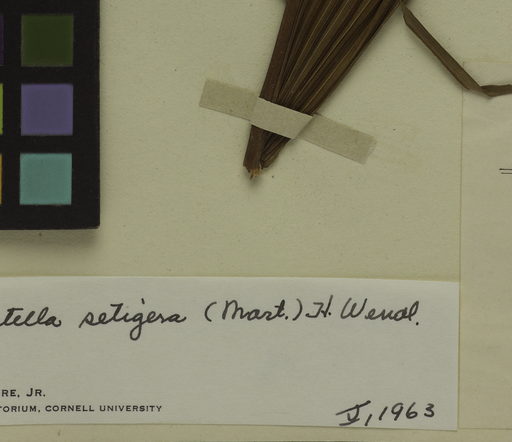 tella setigera (Mart.) H. Wendl.
RE, JR.
TORIUM, CORNELL UNIVERSITY
V, 1963